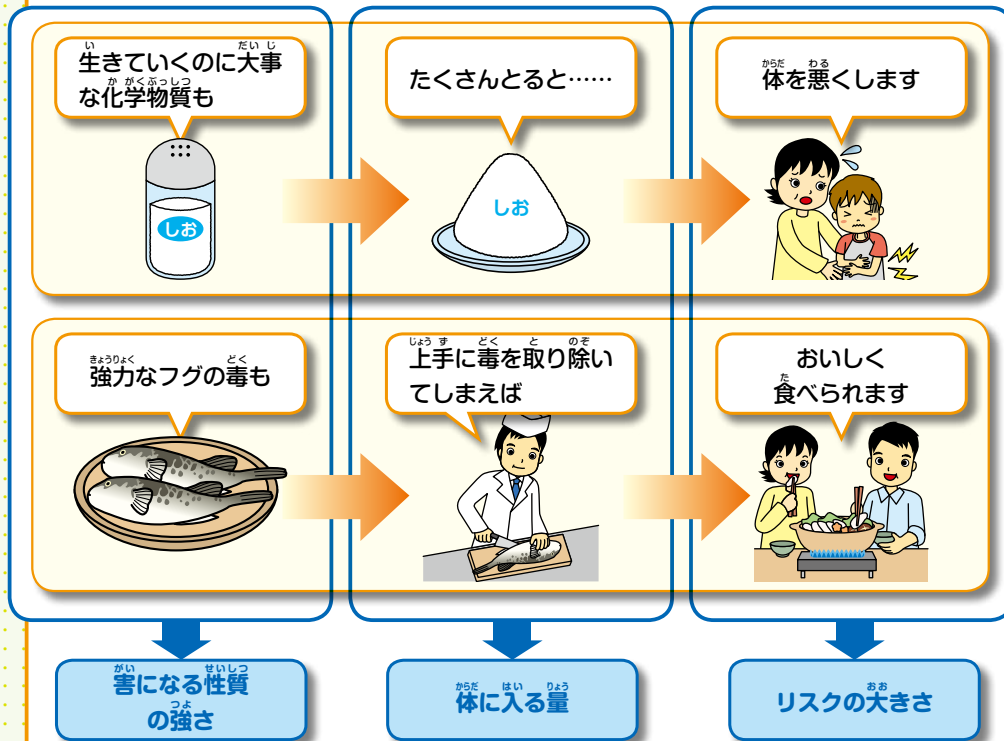 生きていくのに大事
な化学物質も
たくさんとると……
体を悪くします
しお
しお
強力なフグの毒も
上手に毒を取り除い
てしまえば
おいしく
食べられます
害になる性質
の強さ
体に入る量
リスクの大きさ